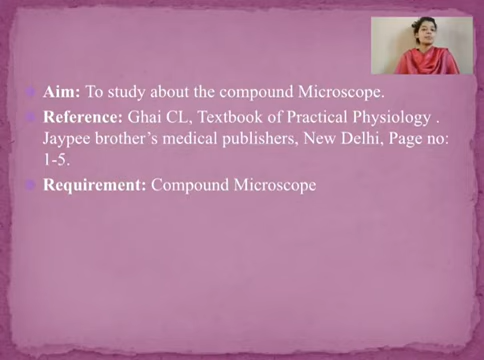 Aim: To study about the compound Microscope.
Reference: Ghai CL, Textbook of Practical Physiology .
Jaypee brother's medical publishers, New Delhi, Page no:
1-5.
Requirement: Compound Microscope